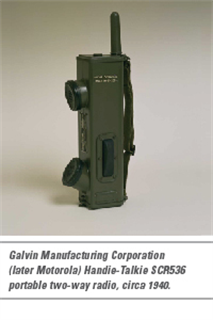 Galvin Manufacturing Corporation
(later Motorola) Handie-Talkie SCR536
portable two-way radio, circa 1940.